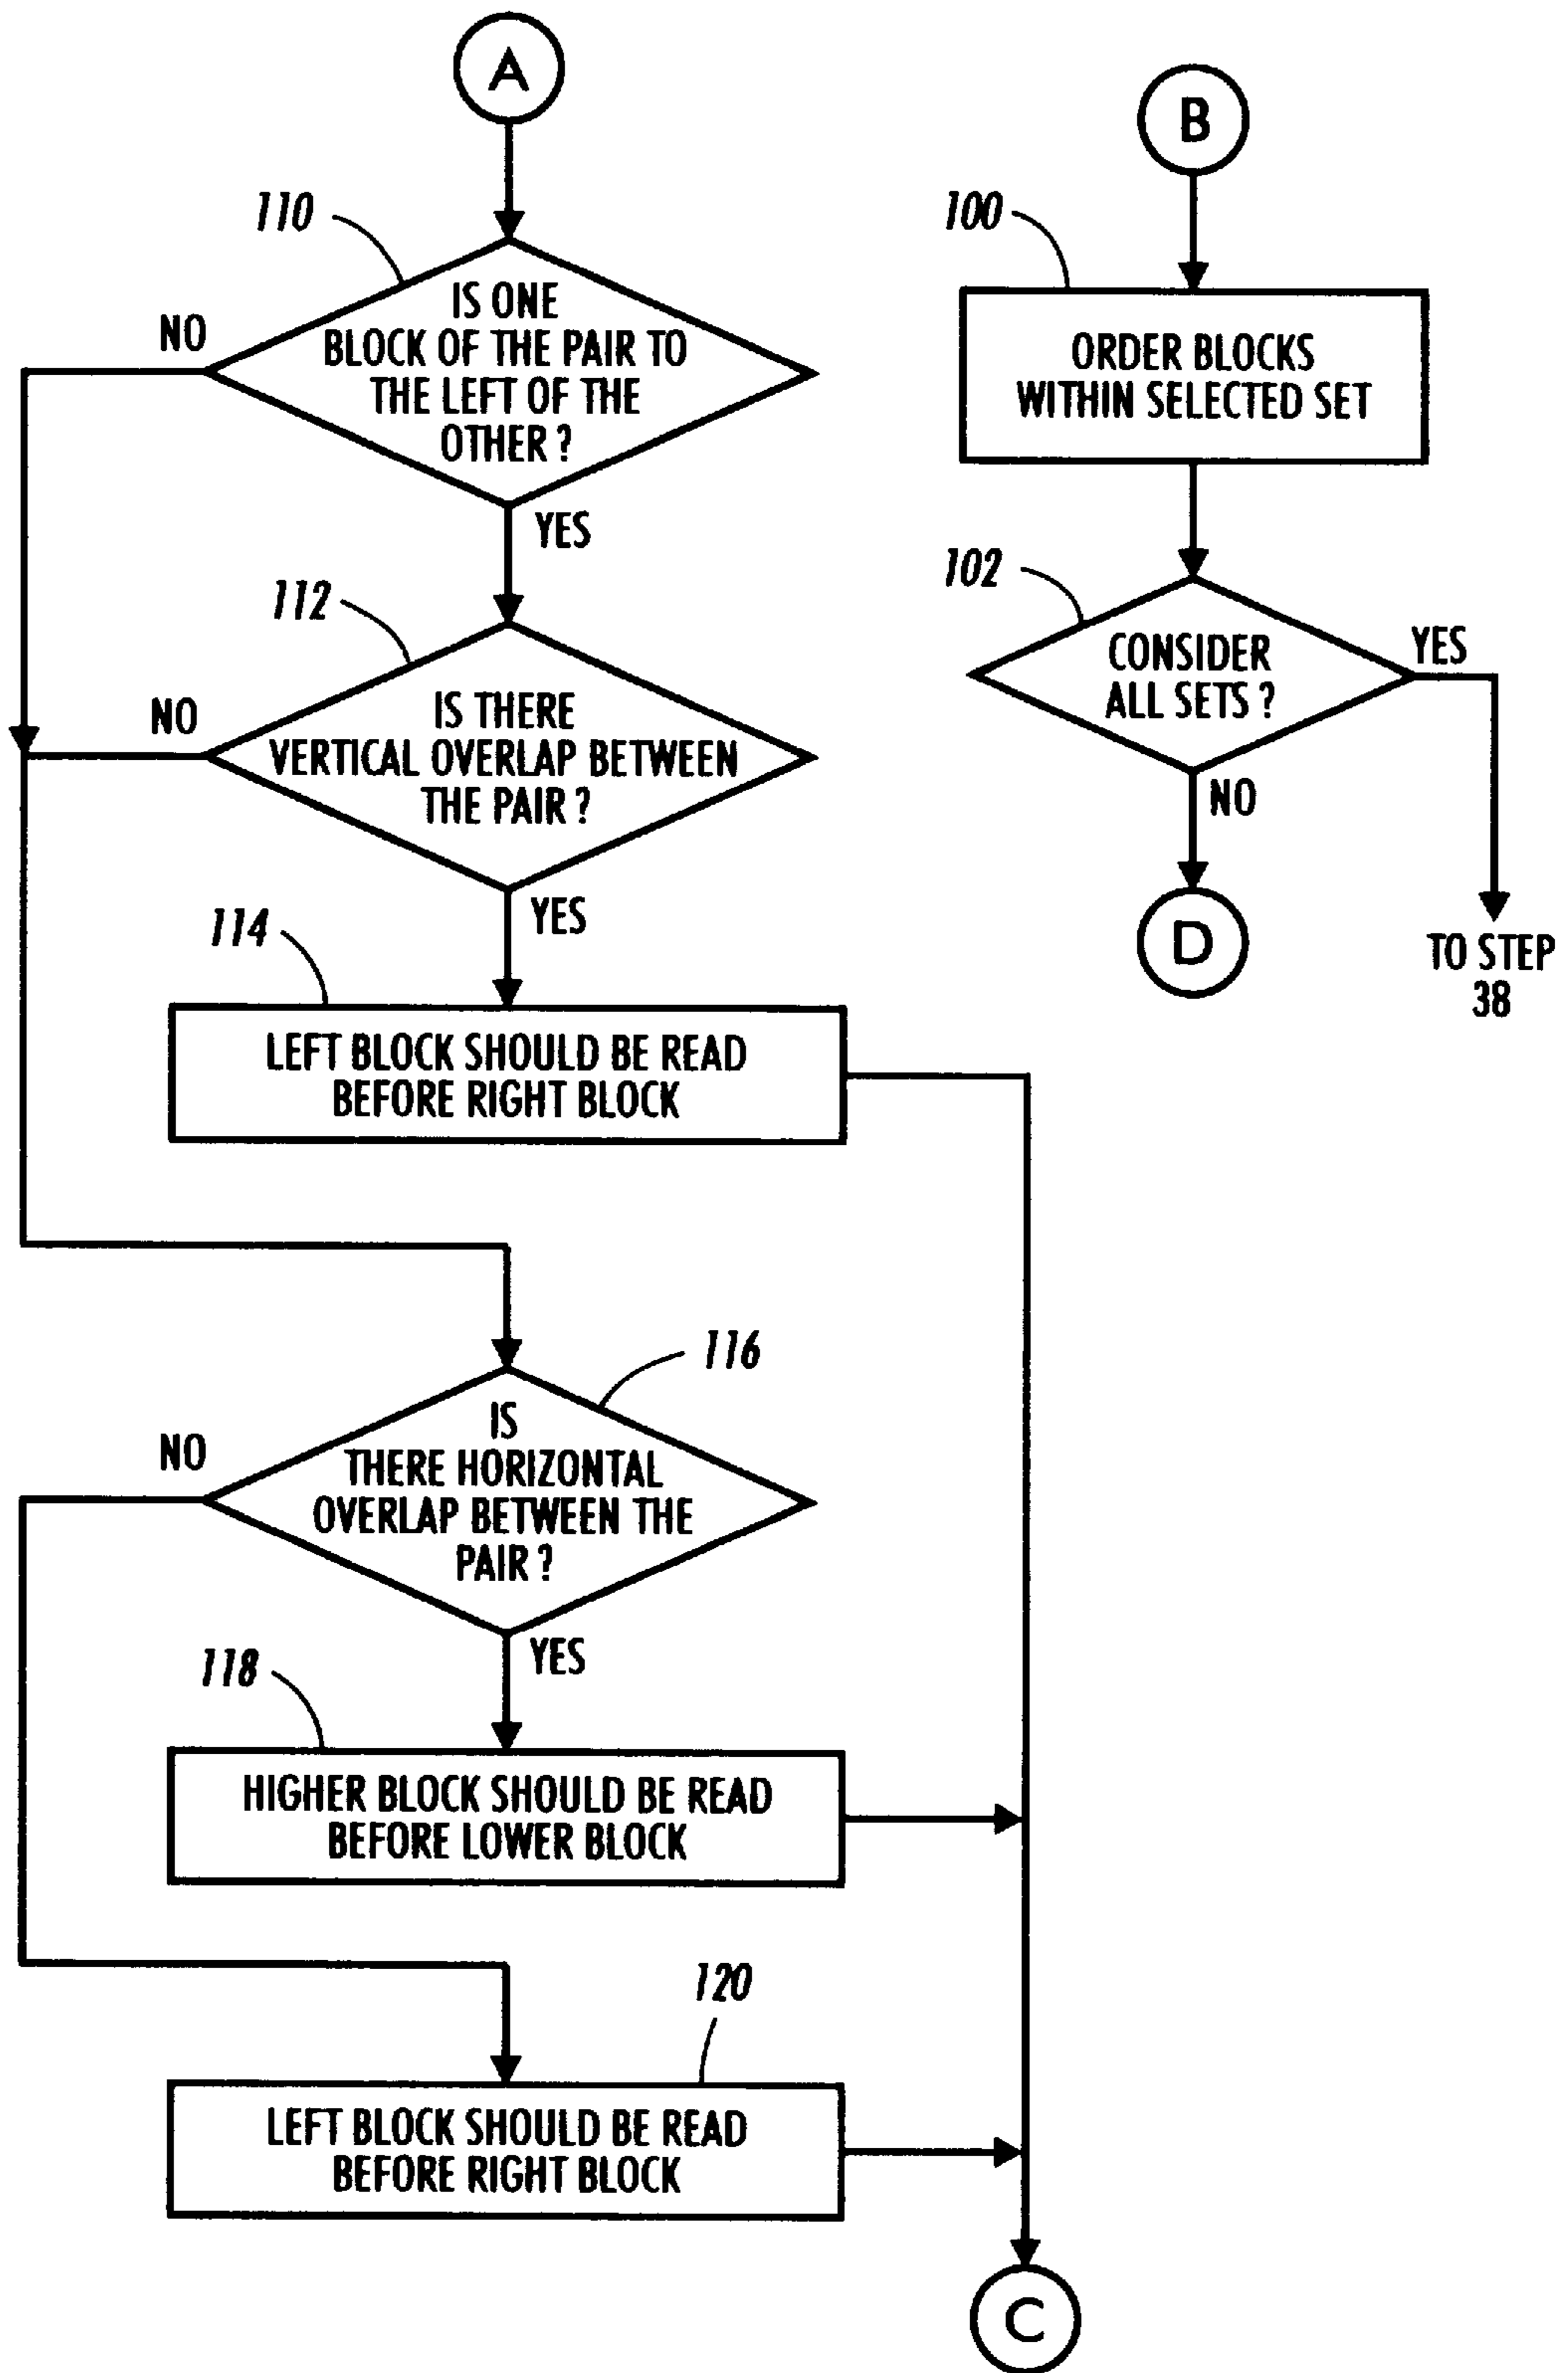 A
110
IS ONE
BLOCK OF THE PAIR TO
THE LEFT OF THE
OTHER ?
NO
YES
112
IS THERE
VERTICAL OVERLAP BETWEEN
THE PAIR ?
NO
YES
114
LEFT BLOCK SHOULD BE READ
BEFORE RIGHT BLOCK
116
IS
THERE HORIZONTAL
OVERLAP BETWEEN THE
PAIR ?
NO
YES
118
HIGHER BLOCK SHOULD BE READ
BEFORE LOWER BLOCK
120
LEFT BLOCK SHOULD BE READ
BEFORE RIGHT BLOCK
C
B
100
ORDER BLOCKS
WITHIN SELECTED SET
102
CONSIDER
ALL SETS ?
YES
NO
D
TO STEP
38